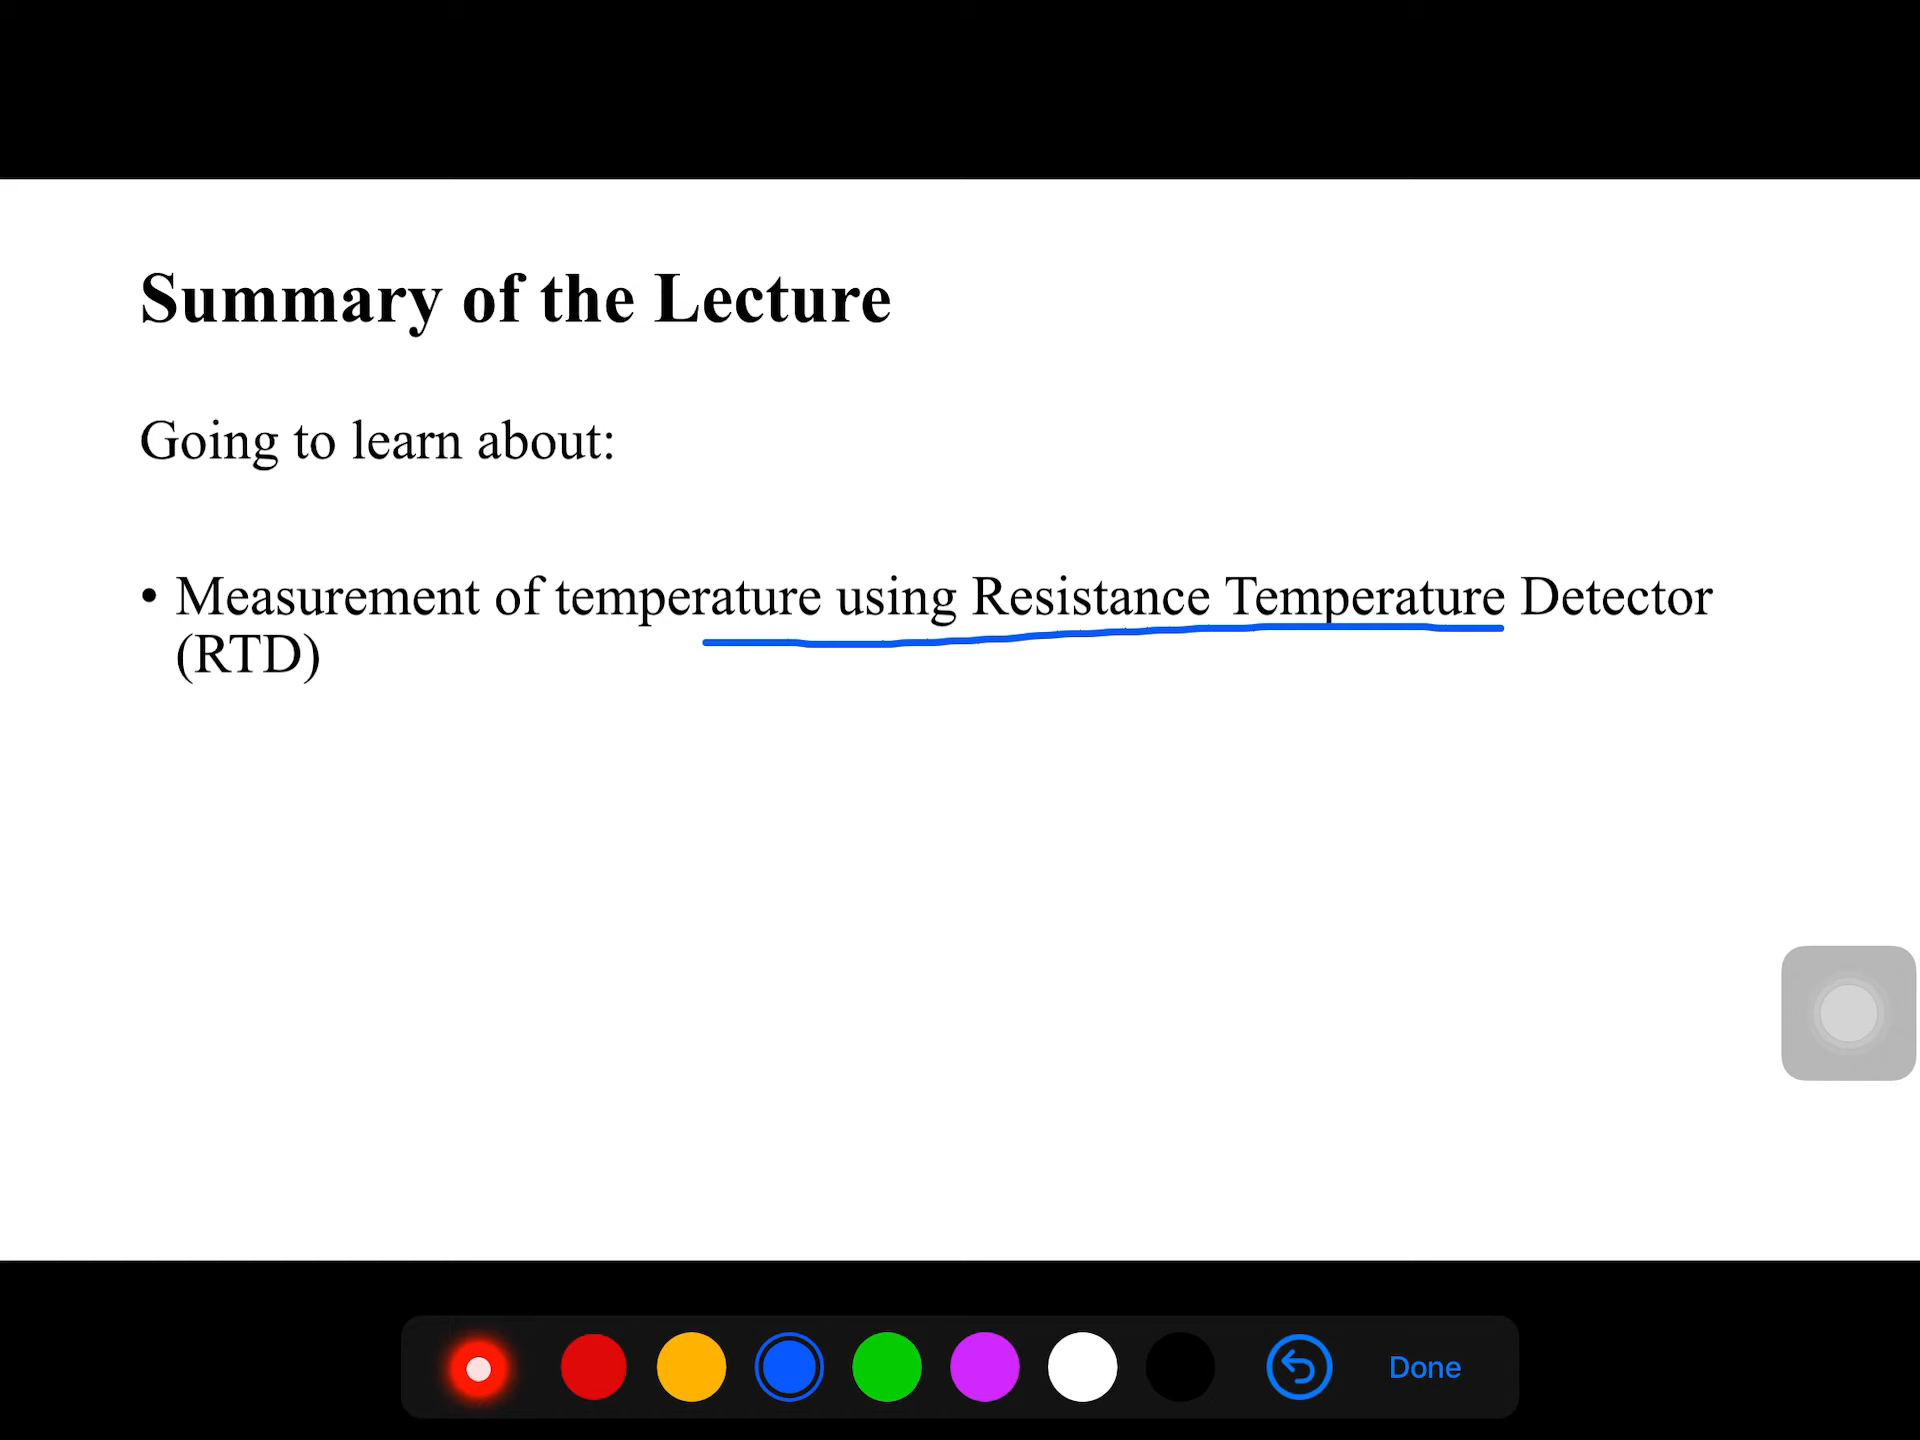 Summary of the Lecture
Going to learn about:
• Measurement of temperature using Resistance Temperature Detector
(RTD)
Done